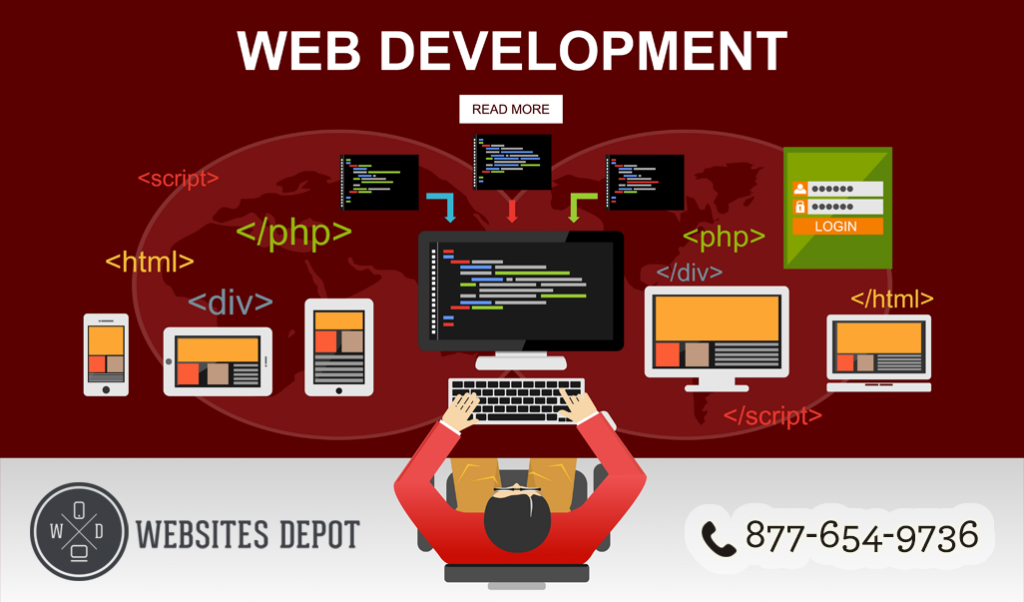 WEB DEVELOPMENT
READ MORE
<script>
</php>
<html>
<div>
<php>
</div>
</html>
</script>
LOGIN
W D
WEBSITES DEPOT
877-654-9736